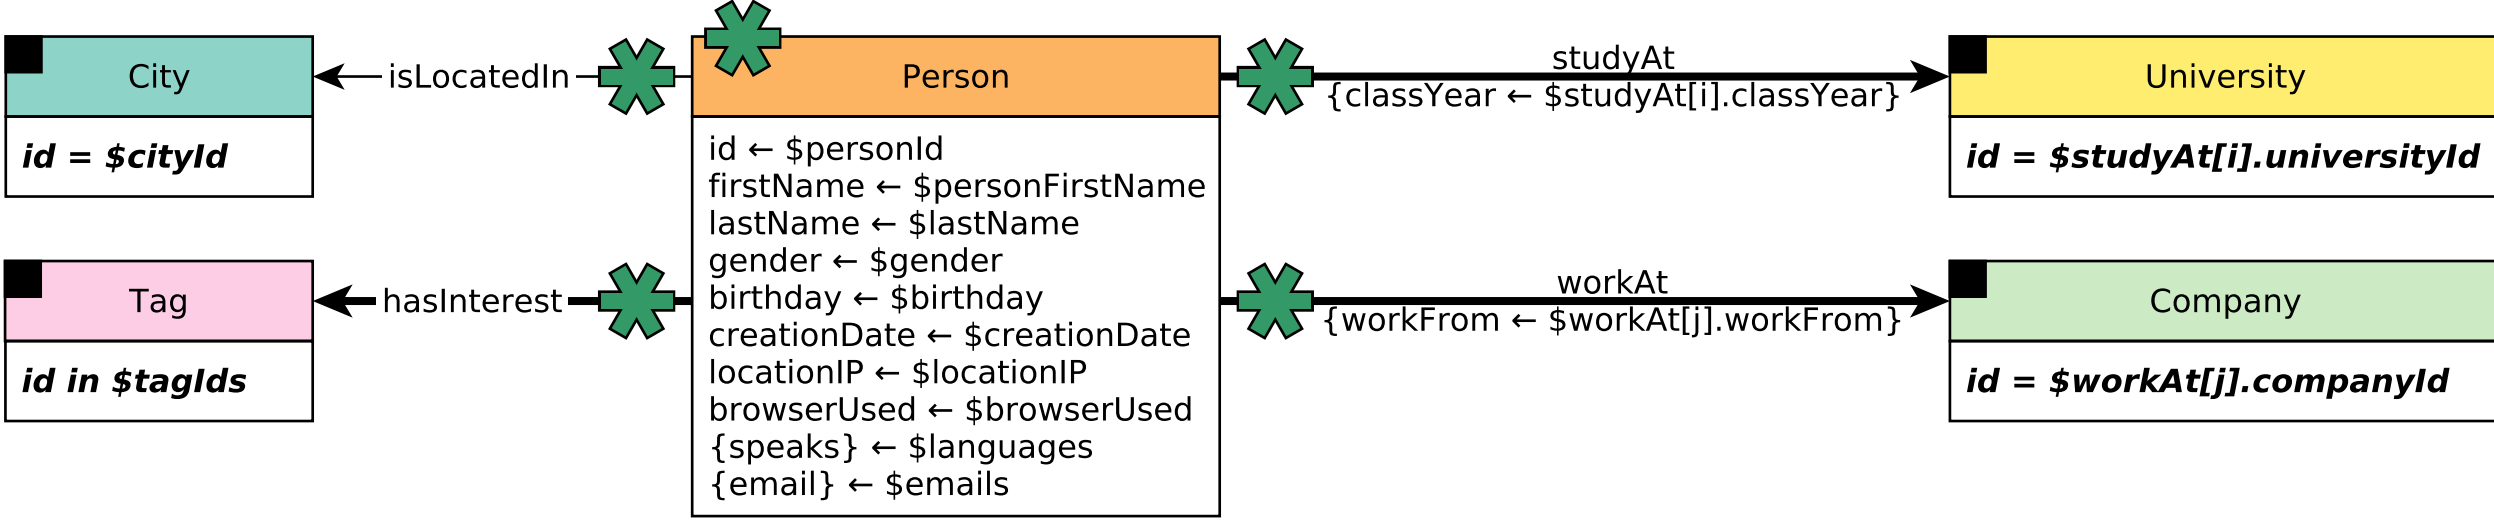 City
id = $cityId
isLocatedIn
Tag
id in $tagIds
hasInterest
Person
id ← $personId
firstName ← $personFirstName
lastName ← $lastName
gender ← $gender
birthday ← $birthday
creationDate ← $creationDate
locationIP ← $locationIP
browserUsed ← $browserUsed
{speaks} ← $languages
{email} ← $emails
studyAt
{classYear ← $studyAt[i].classYear}
University
id = $studyAt[i].universityId
workAt
{workFrom ← $workAt[j].workFrom}
Company
id = $workAt[j].companyId